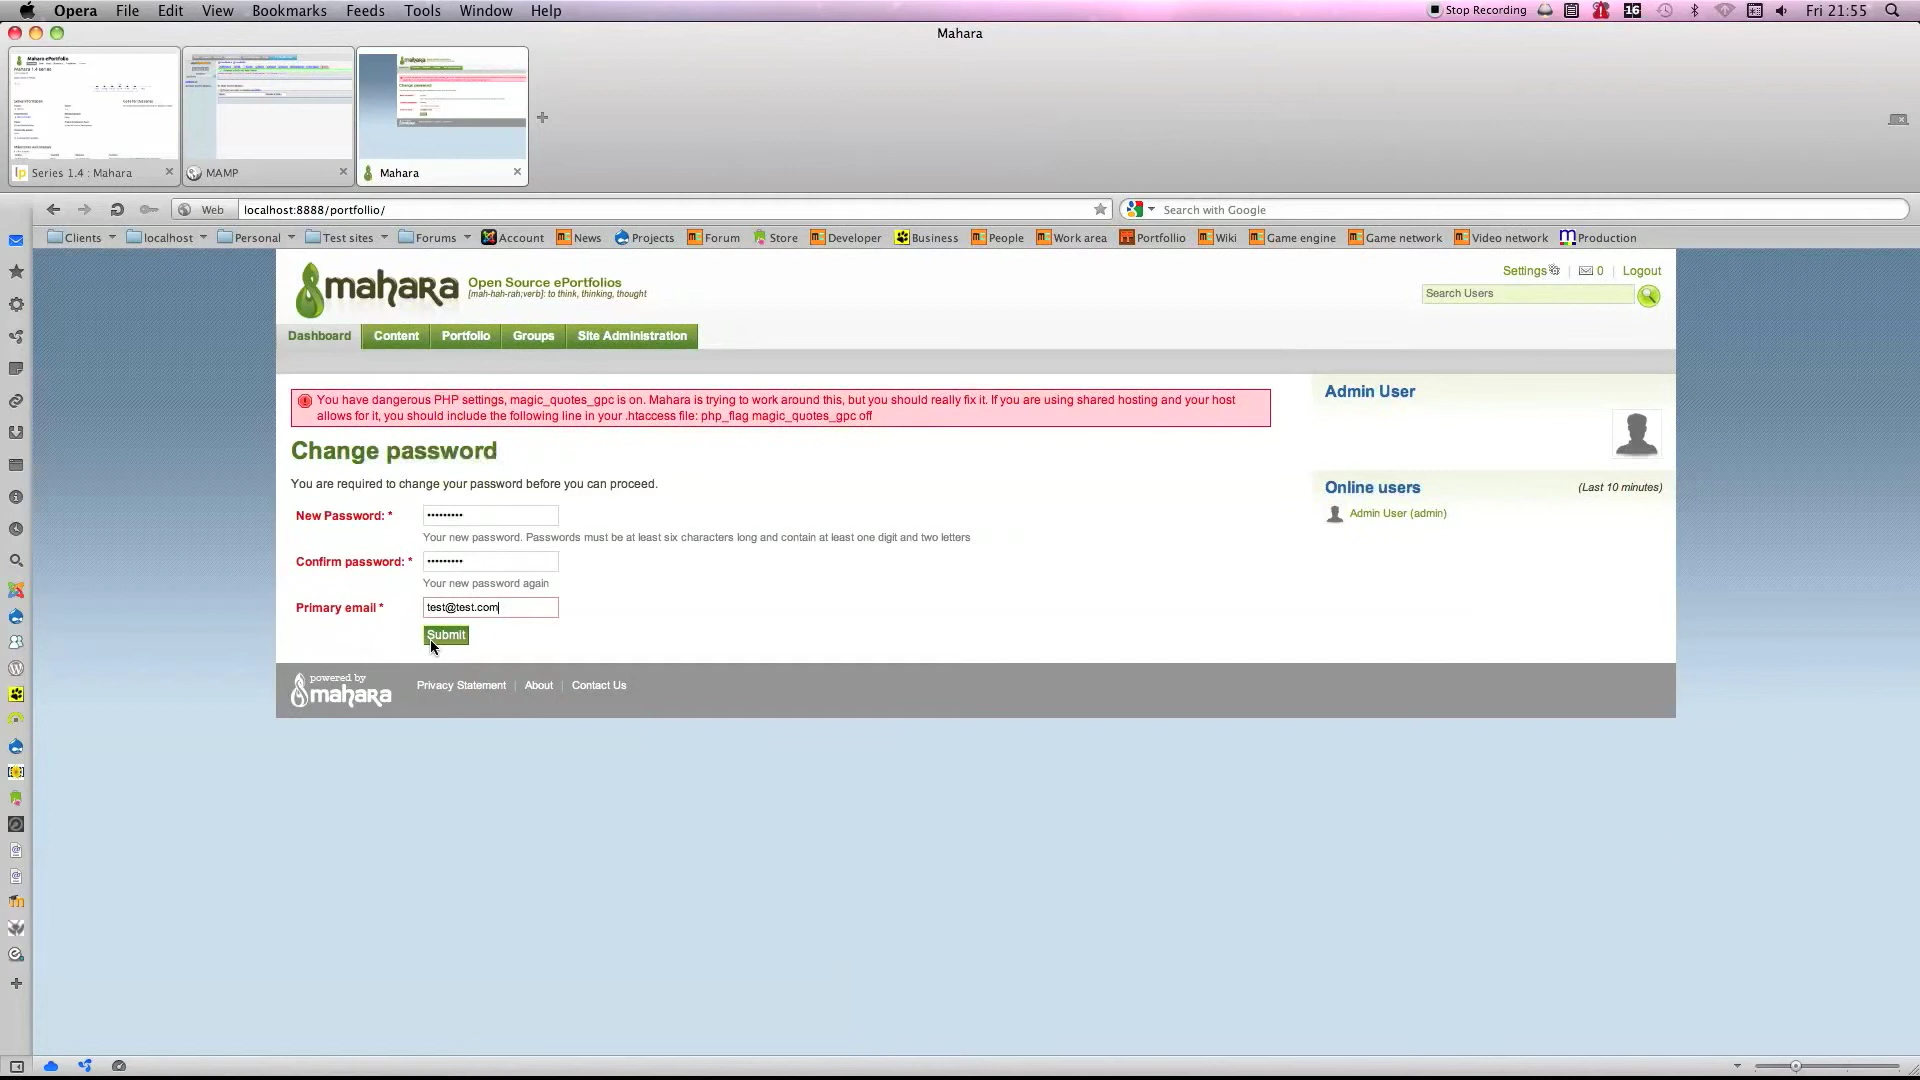 Opera File Edit View Bookmarks Feeds Tools Window Help
Stop Recording 16 Fri 21:55
Mahara
Series 1.4 : Mahara
MAMP
Mahara
Web localhost:8888/portfollio/
Search with Google
Clients localhost Personal Test sites Forums Account News Projects Forum Store Developer Business People Work area Portfollio Wiki Game engine Game network Video network Production
mahara
Open Source ePortfolios
[mah-hah-rah;verb]: to think, thinking, thought
Settings | 0 | Logout
Search Users
Dashboard Content Portfolio Groups Site Administration
You have dangerous PHP settings, magic_quotes_gpc is on. Mahara is trying to work around this, but you should really fix it. If you are using shared hosting and your host
allows for it, you should include the following line in your .htaccess file: php_flag magic_quotes_gpc off
Change password
You are required to change your password before you can proceed.
New Password: * •••••••••
Your new password. Passwords must be at least six characters long and contain at least one digit and two letters
Confirm password: * •••••••••
Your new password again
Primary email * test@test.com
Submit
Admin User
Online users (Last 10 minutes)
Admin User (admin)
powered by
mahara
Privacy Statement | About | Contact Us